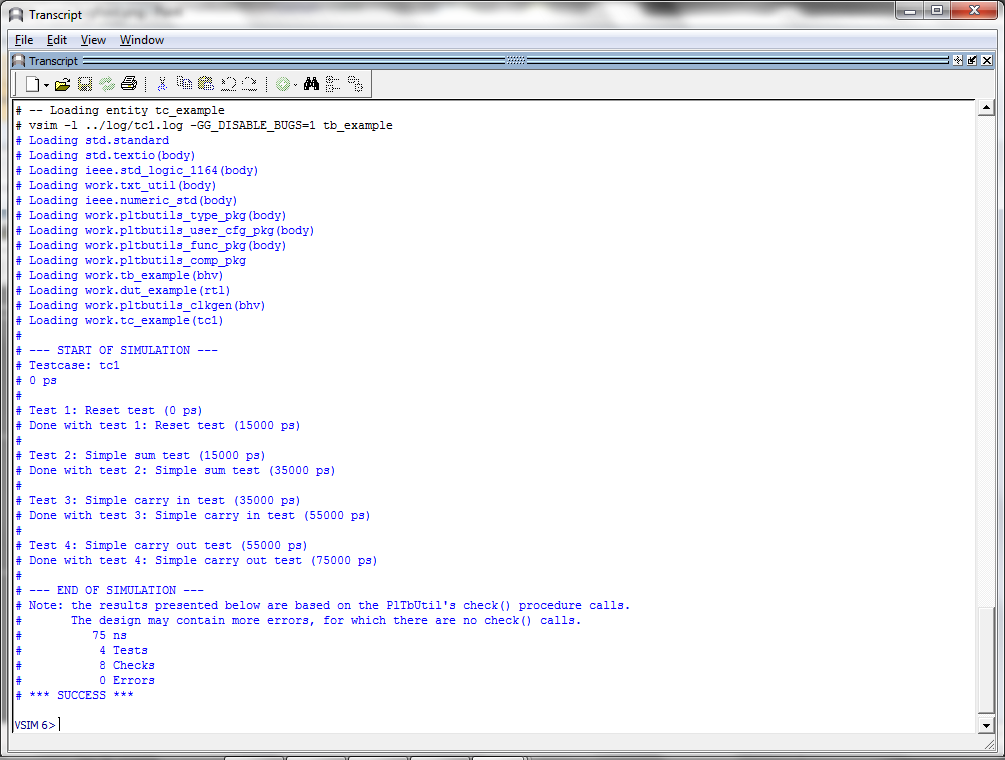 Transcript
File Edit View Window
Transcript
# -- Loading entity tc_example
# vsim -l ../log/tc1.log -GG_DISABLE_BUGS=1 tb_example
# Loading std.standard
# Loading std.textio(body)
# Loading ieee.std_logic_1164(body)
# Loading work.txt_util(body)
# Loading ieee.numeric_std(body)
# Loading work.pltbutils_type_pkg(body)
# Loading work.pltbutils_user_cfg_pkg(body)
# Loading work.pltbutils_func_pkg(body)
# Loading work.pltbutils_comp_pkg
# Loading work.tb_example(bhv)
# Loading work.dut_example(rtl)
# Loading work.pltbutils_clkgen(bhv)
# Loading work.tc_example(tc1)
#
# --- START OF SIMULATION ---
# Testcase: tc1
# 0 ps
#
# Test 1: Reset test (0 ps)
# Done with test 1: Reset test (15000 ps)
#
# Test 2: Simple sum test (15000 ps)
# Done with test 2: Simple sum test (35000 ps)
#
# Test 3: Simple carry in test (35000 ps)
# Done with test 3: Simple carry in test (55000 ps)
#
# Test 4: Simple carry out test (55000 ps)
# Done with test 4: Simple carry out test (75000 ps)
#
# --- END OF SIMULATION ---
# Note: the results presented below are based on the PlTbUtil's check() procedure calls.
#       The design may contain more errors, for which there are no check() calls.
#          75 ns
#           4 Tests
#           8 Checks
#           0 Errors
# *** SUCCESS ***
VSIM 6>